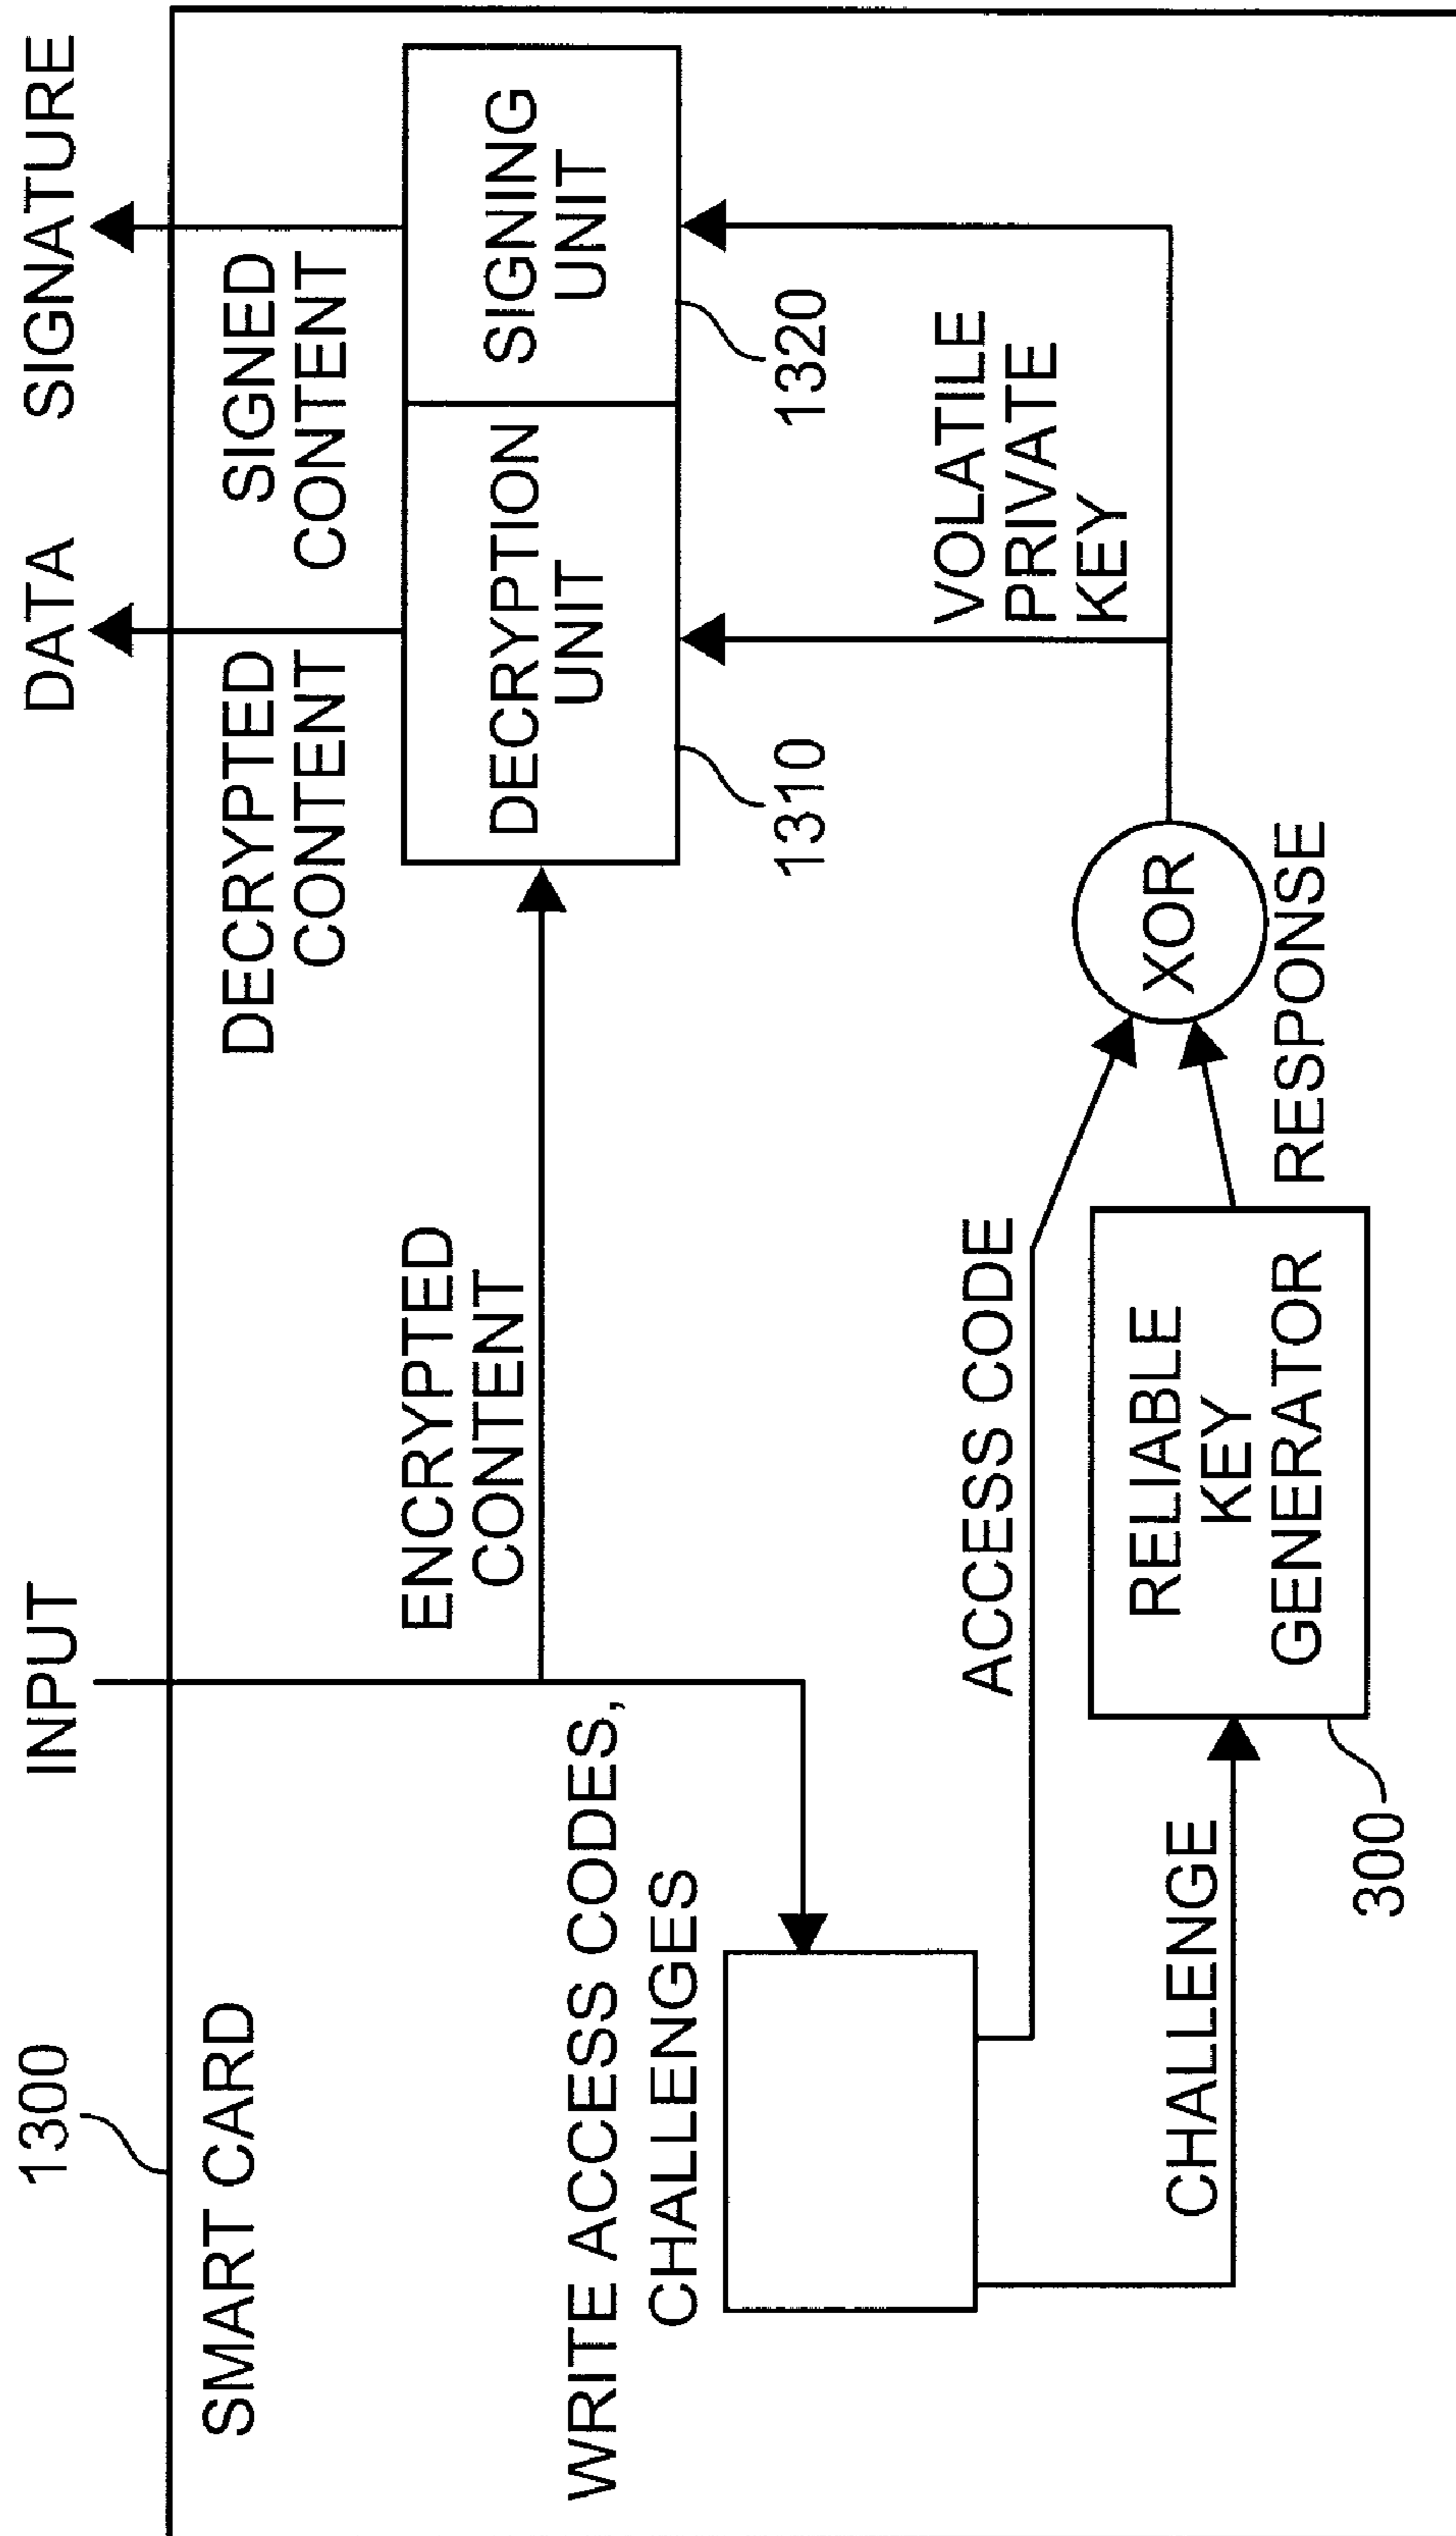 1300
INPUT
DATA
SIGNATURE
SMART CARD
DECRYPTED
CONTENT
SIGNED
CONTENT
ENCRYPTED
CONTENT
DECRYPTION
UNIT
SIGNING
UNIT
WRITE ACCESS CODES,
CHALLENGES
1310
1320
ACCESS CODE
VOLATILE
PRIVATE
KEY
RELIABLE
KEY
GENERATOR
XOR
CHALLENGE
RESPONSE
300